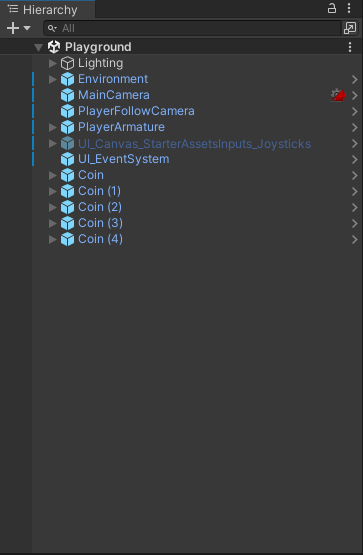 Hierarchy
All
Playground
Lighting
Environment
MainCamera
PlayerFollowCamera
PlayerArmature
UI_Canvas_StarterAssetsInputs_Joysticks
UI_EventSystem
Coin
Coin (1)
Coin (2)
Coin (3)
Coin (4)